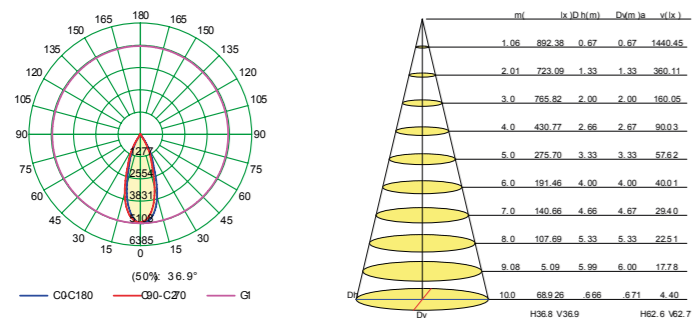 180
165 165
150 150
135 135
120 120
105 105
90 90
75 75
60 60
45 45
30 30
15 15
0
1277
2554
3831
5108
6385
(50%: 36.9°
C0-C180 C90-C270 G1
m( lx)Dh(m) Dv(m)a v(lx)
1.06 892.38 0.67 0.67 1440.45
2.01 723.09 1.33 1.33 360.11
3.0 765.82 2.00 2.00 160.05
4.0 430.77 2.66 2.67 90.03
5.0 275.70 3.33 3.33 57.62
6.0 191.46 4.00 4.00 40.01
7.0 140.66 4.66 4.67 29.40
8.0 107.69 5.33 5.33 22.51
9.08 5.09 5.99 6.00 17.78
10.0 68.926 .666 .671 4.40
Dh
Dv
H36.8 V36.9 H62.6 V62.7